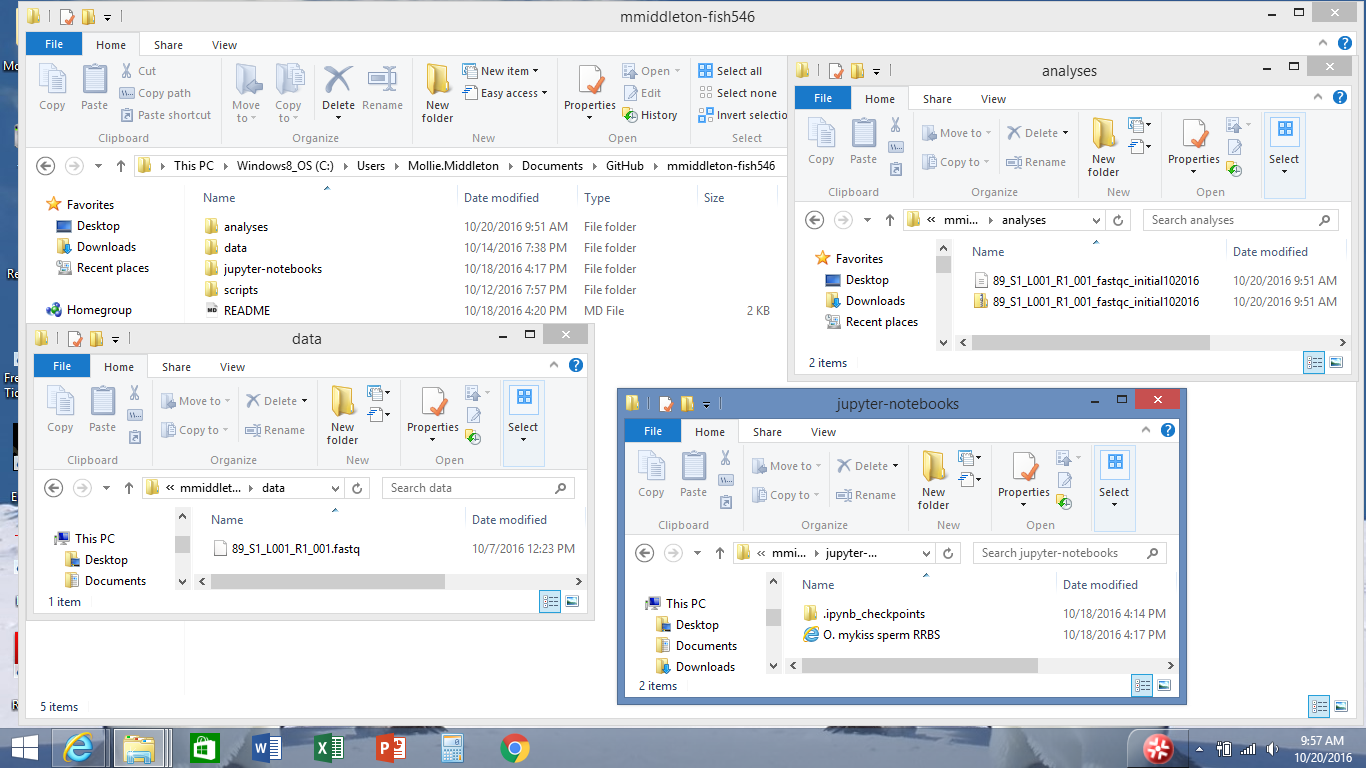 mmiddleton-fish546
File Home Share View
Copy Paste Cut Copy path Paste shortcut
Move to Copy to Delete Rename
New folder New item Easy access
Properties Open Edit History
Select all Select none Invert selectio
Clipboard Organize New Open Select
This PC Windows8_OS (C:) Users Mollie.Middleton Documents GitHub mmiddleton-fish546
Favorites
Desktop
Downloads
Recent places
Homegroup
Name Date modified Type Size
analyses 10/20/2016 9:51 AM File folder
data 10/14/2016 7:38 PM File folder
jupyter-notebooks 10/18/2016 4:17 PM File folder
scripts 10/12/2016 7:57 PM File folder
README 10/18/2016 4:20 PM MD File 2 KB
5 items
analyses
File Home Share View
Copy Paste Move to Copy to Delete Rename New folder Properties Select
Clipboard Organize New Open
mmi... analyses Search analyses
Favorites
Desktop
Downloads
Recent places
Name Date modified
89_S1_L001_R1_001_fastqc_initial102016 10/20/2016 9:51 AM
89_S1_L001_R1_001_fastqc_initial102016 10/20/2016 9:51 AM
2 items
data
File Home Share View
Copy Paste Move to Copy to Delete Rename New folder Properties Select
Clipboard Organize New Open
mmiddlet... data Search data
This PC
Desktop
Documents
Name Date modified
89_S1_L001_R1_001.fastq 10/7/2016 12:23 PM
1 item
jupyter-notebooks
File Home Share View
Copy Paste Move to Copy to Delete Rename New folder Properties Select
Clipboard Organize New Open
mmi... jupyter-... Search jupyter-notebooks
This PC
Desktop
Documents
Downloads
Name Date modified
.ipynb_checkpoints 10/18/2016 4:14 PM
O. mykiss sperm RRBS 10/18/2016 4:17 PM
2 items
9:57 AM
10/20/2016